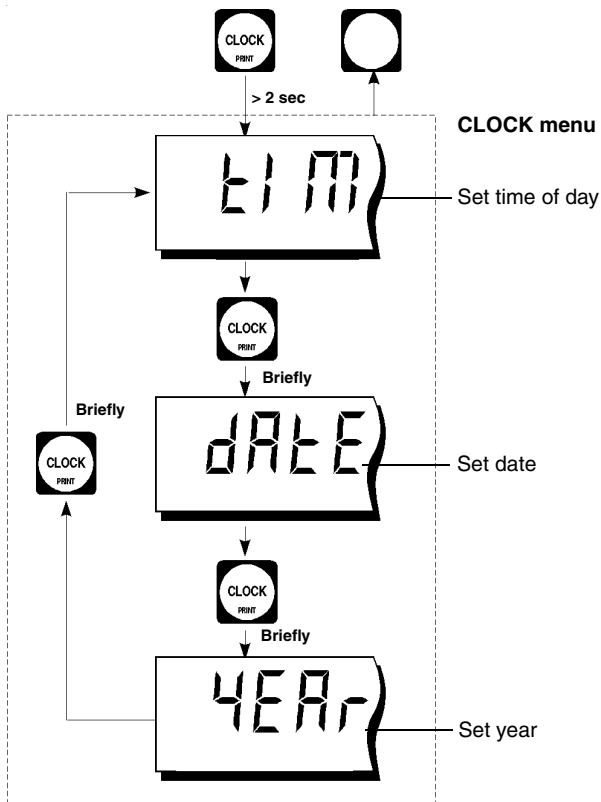 CLOCK
PRINT
> 2 sec
CLOCK menu
tIM
Set time of day
CLOCK
PRINT
Briefly
Briefly
dAtE
CLOCK
PRINT
Set date
CLOCK
PRINT
Briefly
YEAr
Set year